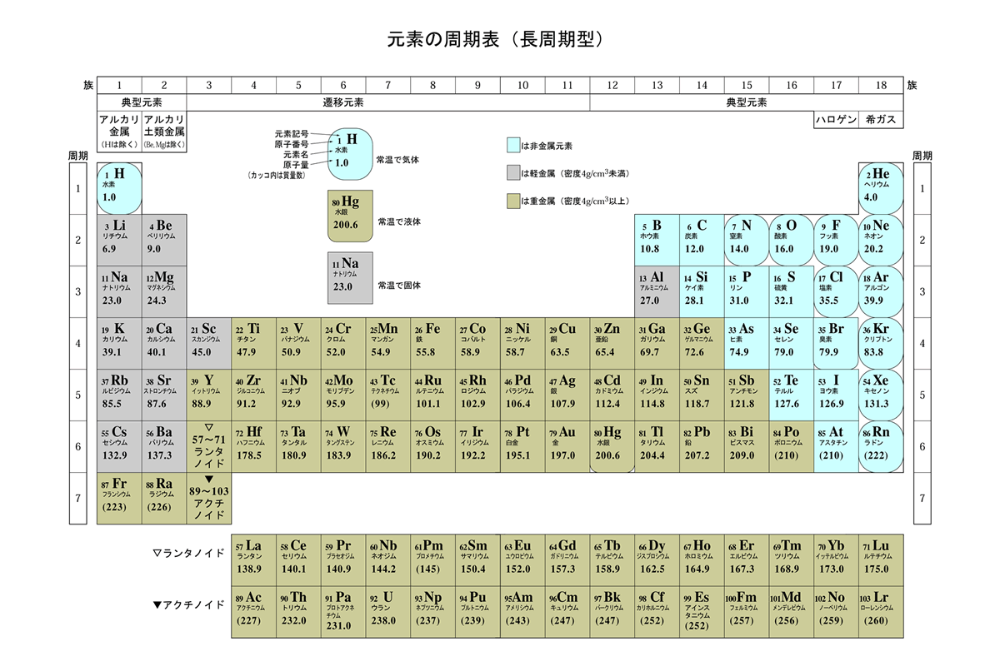 元素の周期表（長周期型）
族 1 2 3 4 5 6 7 8 9 10 11 12 13 14 15 16 17 18 族
典型元素 遷移元素 典型元素
アルカリ金属（Hは除く） アルカリ土類金属（Be, Mgは除く） ハロゲン 希ガス
元素記号
原子番号
元素名
原子量
（カッコ内は質量数）
1 H
水素
1.0
常温で気体
80 Hg
水銀
200.6
常温で液体
11 Na
ナトリウム
23.0
常温で固体
は非金属元素
は軽金属（密度4g/cm³未満）
は重金属（密度4g/cm³以上）
周期 周期
1 1 H 2 He 1
水素 ヘリウム
1.0 4.0
2 3 Li 4 Be 5 B 6 C 7 N 8 O 9 F 10 Ne 2
リチウム ベリリウム ホウ素 炭素 窒素 酸素 フッ素 ネオン
6.9 9.0 10.8 12.0 14.0 16.0 19.0 20.2
3 11 Na 12 Mg 13 Al 14 Si 15 P 16 S 17 Cl 18 Ar 3
ナトリウム マグネシウム アルミニウム ケイ素 リン 硫黄 塩素 アルゴン
23.0 24.3 27.0 28.1 31.0 32.1 35.5 39.9
4 19 K 20 Ca 21 Sc 22 Ti 23 V 24 Cr 25 Mn 26 Fe 27 Co 28 Ni 29 Cu 30 Zn 31 Ga 32 Ge 33 As 34 Se 35 Br 36 Kr 4
カリウム カルシウム スカンジウム チタン バナジウム クロム マンガン 鉄 コバルト ニッケル 銅 亜鉛 ガリウム ゲルマニウム ヒ素 セレン 臭素 クリプトン
39.1 40.1 45.0 47.9 50.9 52.0 54.9 55.8 58.9 58.7 63.5 65.4 69.7 72.6 74.9 79.0 79.9 83.8
5 37 Rb 38 Sr 39 Y 40 Zr 41 Nb 42 Mo 43 Tc 44 Ru 45 Rh 46 Pd 47 Ag 48 Cd 49 In 50 Sn 51 Sb 52 Te 53 I 54 Xe 5
ルビジウム ストロンチウム イットリウム ジルコニウム ニオブ モリブデン テクネチウム ルテニウム ロジウム パラジウム 銀 カドミウム インジウム スズ アンチモン テルル ヨウ素 キセノン
85.5 87.6 88.9 91.2 92.9 95.9 (99) 101.1 102.9 106.4 107.9 112.4 114.8 118.7 121.8 127.6 126.9 131.3
6 55 Cs 56 Ba ▽57～71ランタノイド 72 Hf 73 Ta 74 W 75 Re 76 Os 77 Ir 78 Pt 79 Au 80 Hg 81 Tl 82 Pb 83 Bi 84 Po 85 At 86 Rn 6
セシウム バリウム ハフニウム タンタル タングステン レニウム オスミウム イリジウム 白金 金 水銀 タリウム 鉛 ビスマス ポロニウム アスタチン ラドン
132.9 137.3 178.5 180.9 183.9 186.2 190.2 192.2 195.1 197.0 200.6 204.4 207.2 209.0 (210) (210) (222)
7 87 Fr 88 Ra ▼89～103アクチノイド 7
フランシウム ラジウム
(223) (226)
▽ランタノイド 57 La 58 Ce 59 Pr 60 Nb 61 Pm 62 Sm 63 Eu 64 Gd 65 Tb 66 Dy 67 Ho 68 Er 69 Tm 70 Yb 71 Lu
ランタン セリウム プラセオジム ネオジム プロメチウム サマリウム ユウロピウム ガドリニウム テルビウム ジスプロシウム ホロミウム エルビウム ツリウム イッテルビウム ルテチウム
138.9 140.1 140.9 144.2 (145) 150.4 152.0 157.3 158.9 162.5 164.9 167.3 168.9 173.0 175.0
▼アクチノイド 89 Ac 90 Th 91 Pa 92 U 93 Np 94 Pu 95 Am 96 Cm 97 Bk 98 Cf 99 Es 100 Fm 101 Md 102 No 103 Lr
アクチニウム トリウム プロトアクネチウム ウラン ネプツニウム プルトニウム アメリシウム キュリウム バークリウム カリホルニウム アインスタニウム フェルミウム メンデレビウム ノーベリウム ローレンシウム
(227) 232.0 231.0 238.0 (237) (239) (243) (247) (247) (252) (252) (257) (256) (259) (260)